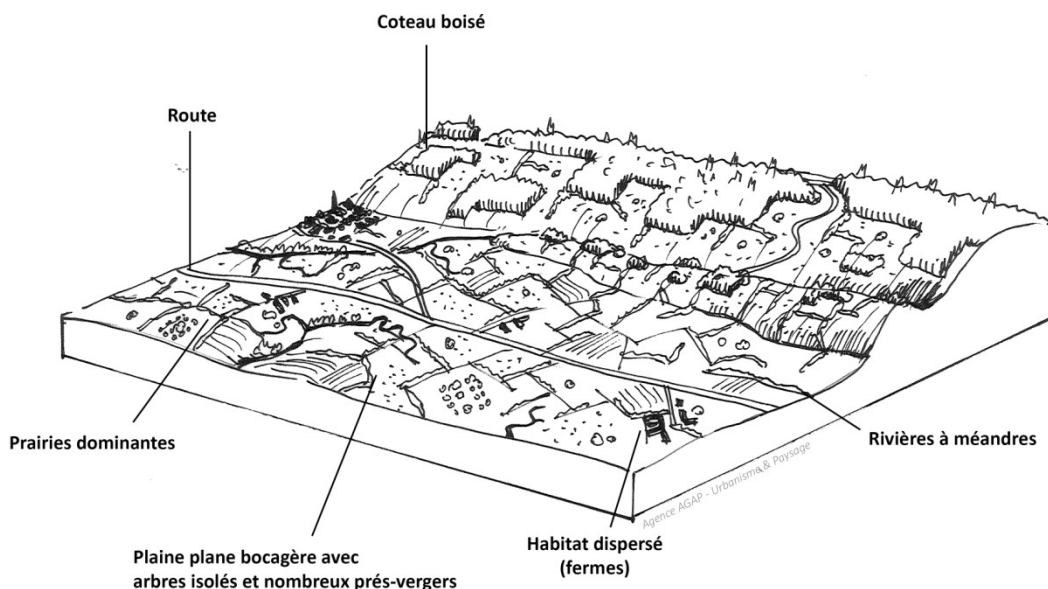 Coteau boisé
Route
Prairies dominantes
Rivières à méandres
Agence AGAP - Urbanisme & Paysage
Habitat dispersé
(fermes)
Plaine plane bocagère avec
arbres isolés et nombreux prés-vergers